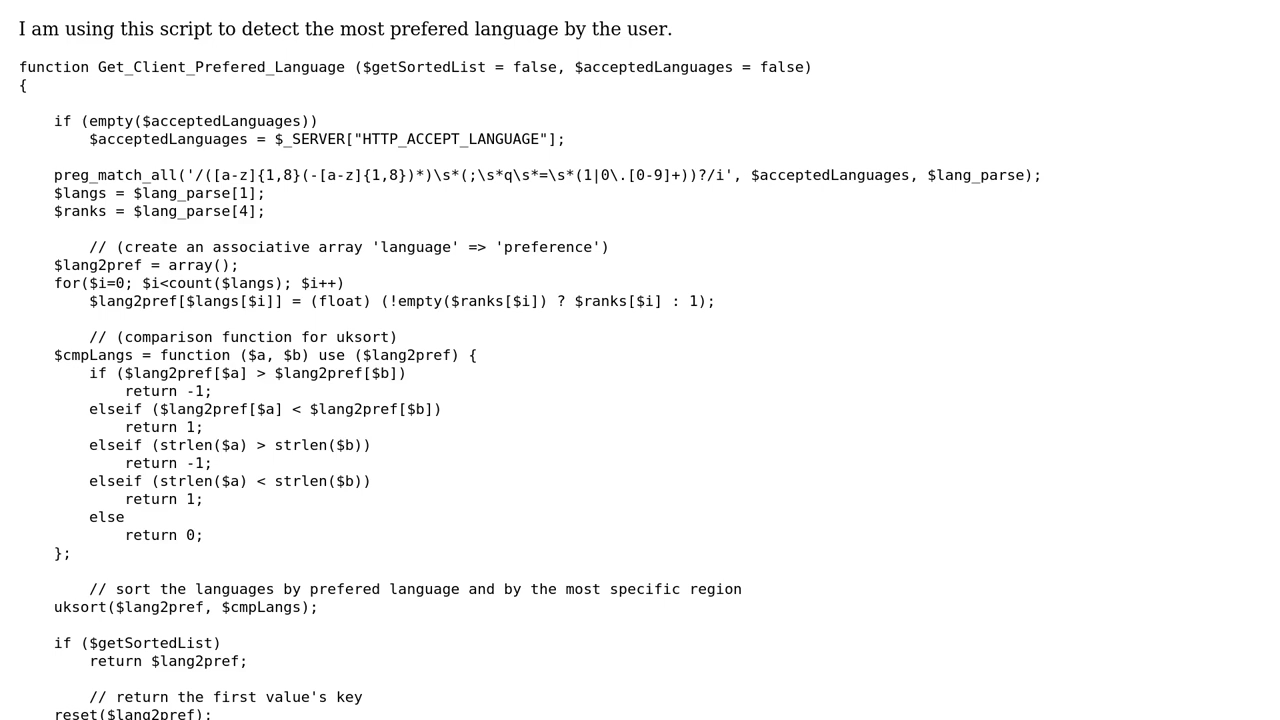 I am using this script to detect the most prefered language by the user.
function Get_Client_Prefered_Language ($getSortedList = false, $acceptedLanguages = false)
{
    if (empty($acceptedLanguages))
        $acceptedLanguages = $_SERVER["HTTP_ACCEPT_LANGUAGE"];
    preg_match_all('/([a-z]{1,8}(-[a-z]{1,8})*)\s*(;\s*q\s*=\s*(1|0\.[0-9]+))?/i', $acceptedLanguages, $lang_parse);
    $langs = $lang_parse[1];
    $ranks = $lang_parse[4];
        // (create an associative array 'language' => 'preference')
    $lang2pref = array();
    for($i=0; $i<count($langs); $i++)
        $lang2pref[$langs[$i]] = (float) (!empty($ranks[$i]) ? $ranks[$i] : 1);
        // (comparison function for uksort)
    $cmpLangs = function ($a, $b) use ($lang2pref) {
        if ($lang2pref[$a] > $lang2pref[$b])
            return -1;
        elseif ($lang2pref[$a] < $lang2pref[$b])
            return 1;
        elseif (strlen($a) > strlen($b))
            return -1;
        elseif (strlen($a) < strlen($b))
            return 1;
        else
            return 0;
    };
        // sort the languages by prefered language and by the most specific region
    uksort($lang2pref, $cmpLangs);
    if ($getSortedList)
        return $lang2pref;
        // return the first value's key
    reset($lang2pref);